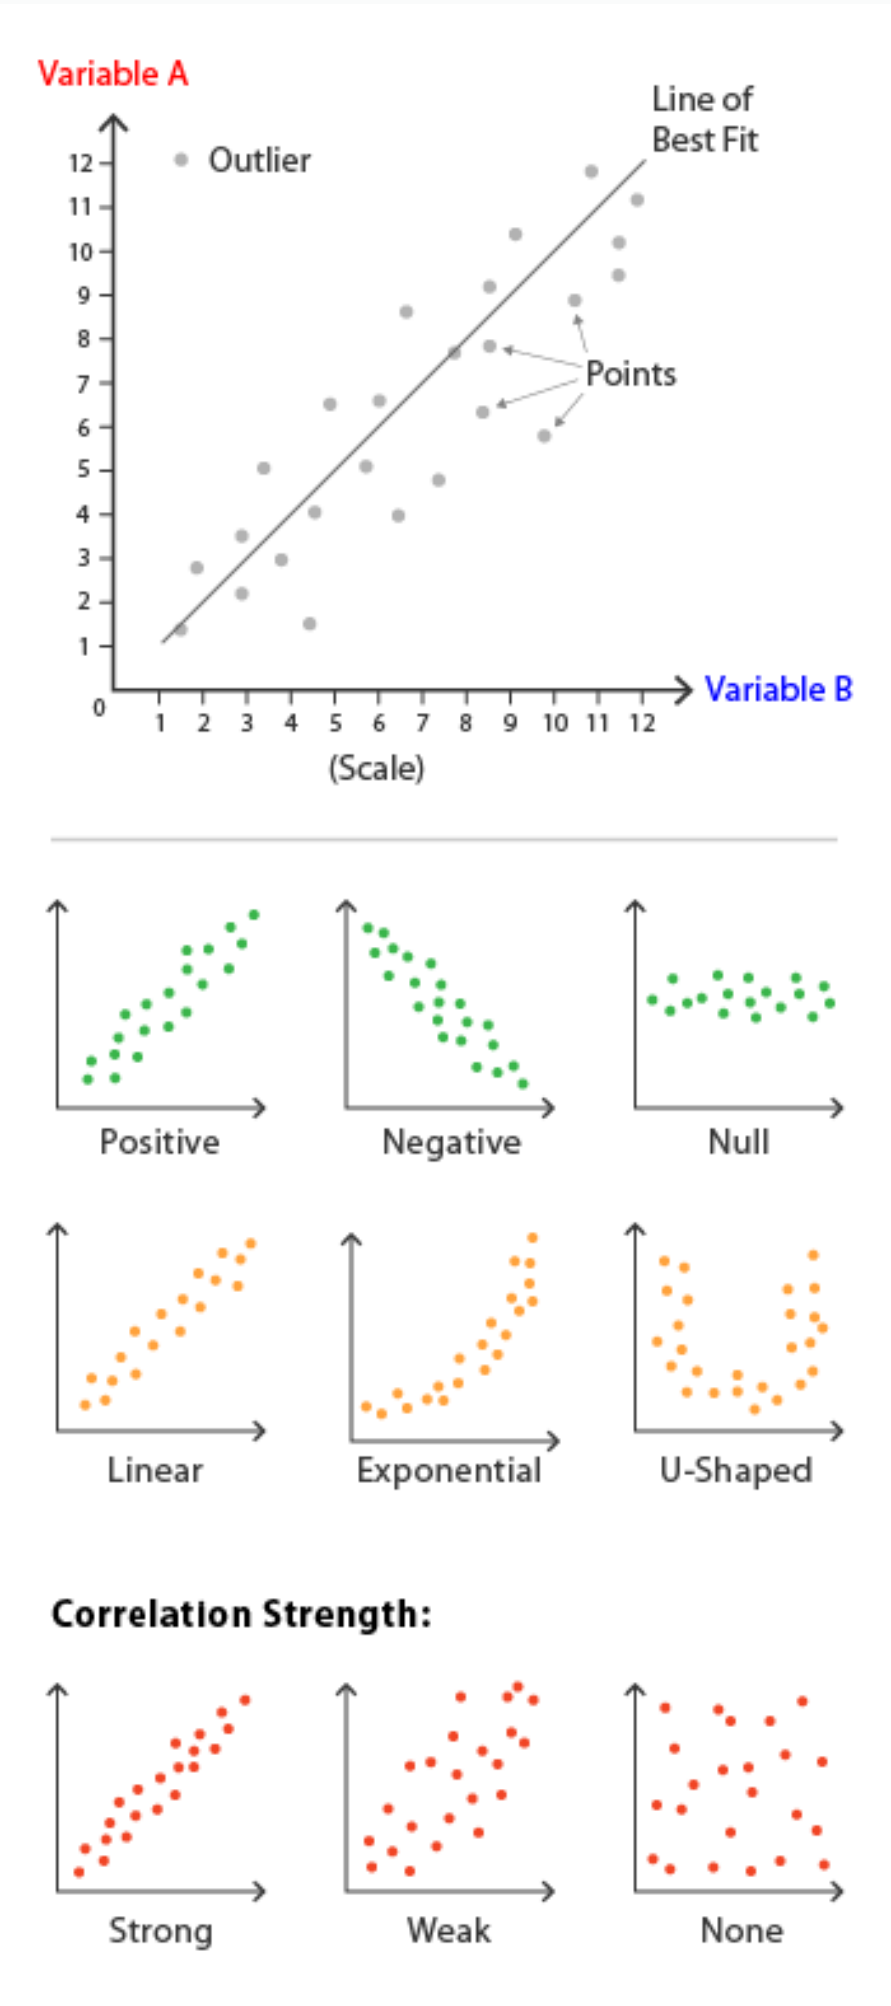 Variable A
Line of
Best Fit
Outlier
12
11
10
9
8
7
6
5
4
3
2
1
0
Points
Variable B
1 2 3 4 5 6 7 8 9 10 11 12
(Scale)
Positive Negative Null
Linear Exponential U-Shaped
Correlation Strength:
Strong Weak None